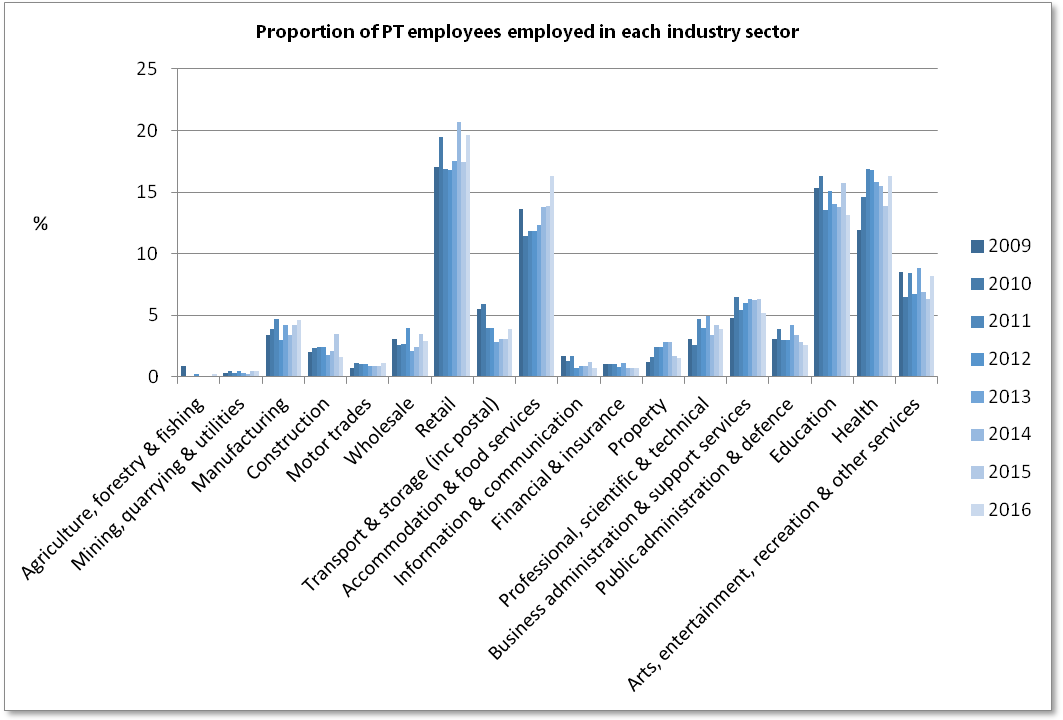 Proportion of PT employees employed in each industry sector
25
20
15
10
5
0
%
Agriculture, forestry & fishing
Mining, quarrying & utilities
Manufacturing
Construction
Motor trades
Wholesale
Retail
Transport & storage (inc postal)
Accommodation & food services
Information & communication
Financial & insurance
Property
Professional, scientific & technical
Business administration & support services
Public administration & defence
Education
Health
Arts, entertainment, recreation & other services
2009
2010
2011
2012
2013
2014
2015
2016